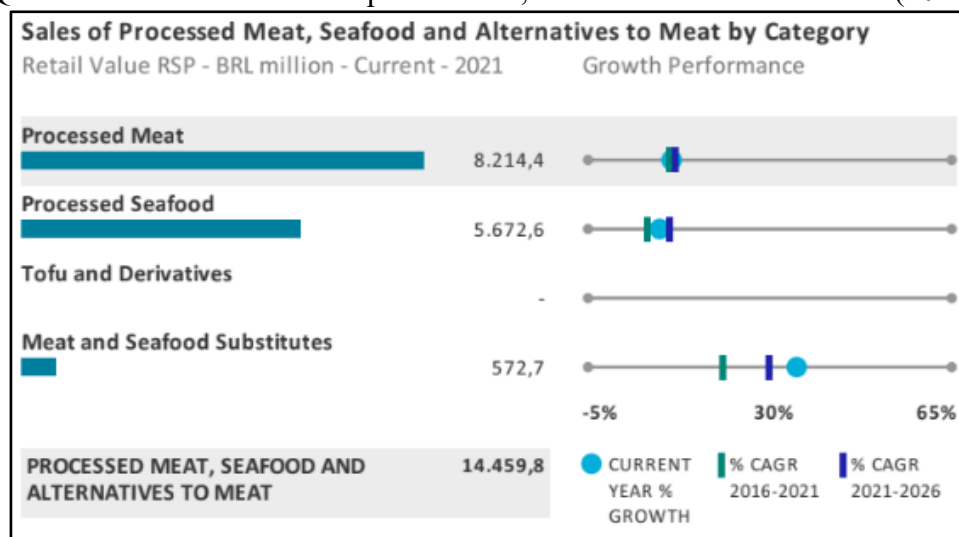 Sales of Processed Meat, Seafood and Alternatives to Meat by Category
Retail Value RSP - BRL million - Current - 2021 Growth Performance
Processed Meat
8.214,4
Processed Seafood
5.672,6
Tofu and Derivatives
-
Meat and Seafood Substitutes
572,7
-5% 30% 65%
PROCESSED MEAT, SEAFOOD AND 14.459,8
ALTERNATIVES TO MEAT
CURRENT % CAGR % CAGR
YEAR % 2016-2021 2021-2026
GROWTH